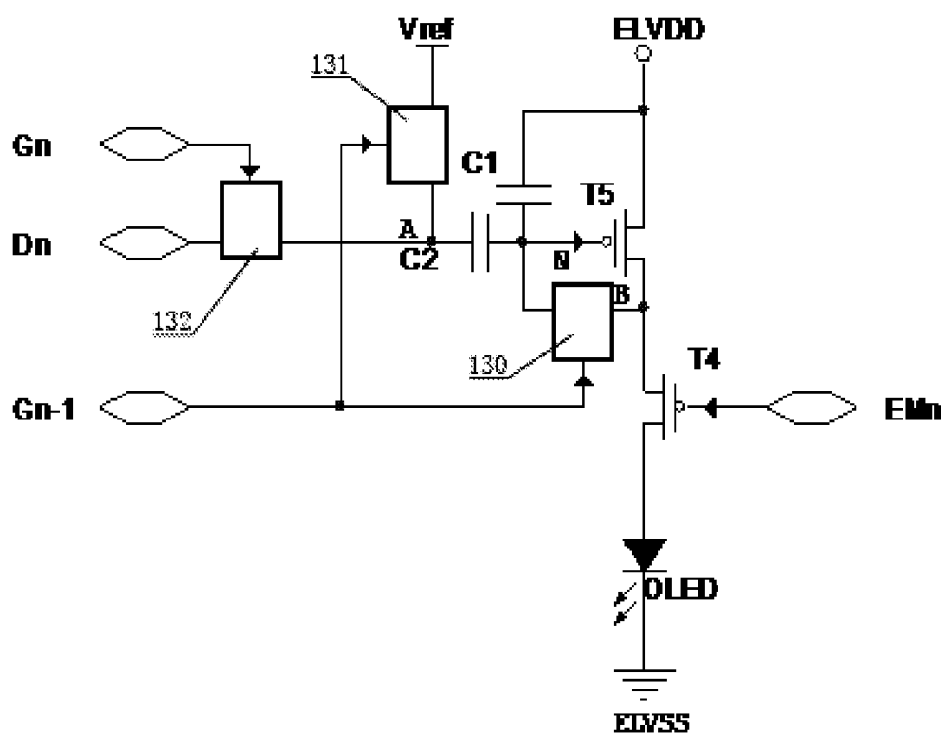 Vref
ELVDD
131
Gn
C1
T5
A
Dn
C2
N
B
132
130
T4
Gn-1
EMn
OLED
ELVSS